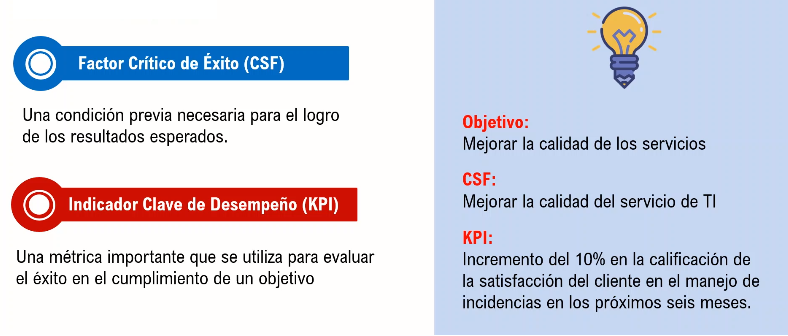 Factor Crítico de Éxito (CSF)
Una condición previa necesaria para el logro
de los resultados esperados.
Indicador Clave de Desempeño (KPI)
Una métrica importante que se utiliza para evaluar
el éxito en el cumplimiento de un objetivo
Objetivo:
Mejorar la calidad de los servicios
CSF:
Mejorar la calidad del servicio de TI
KPI:
Incremento del 10% en la calificación de
la satisfacción del cliente en el manejo de
incidencias en los próximos seis meses.